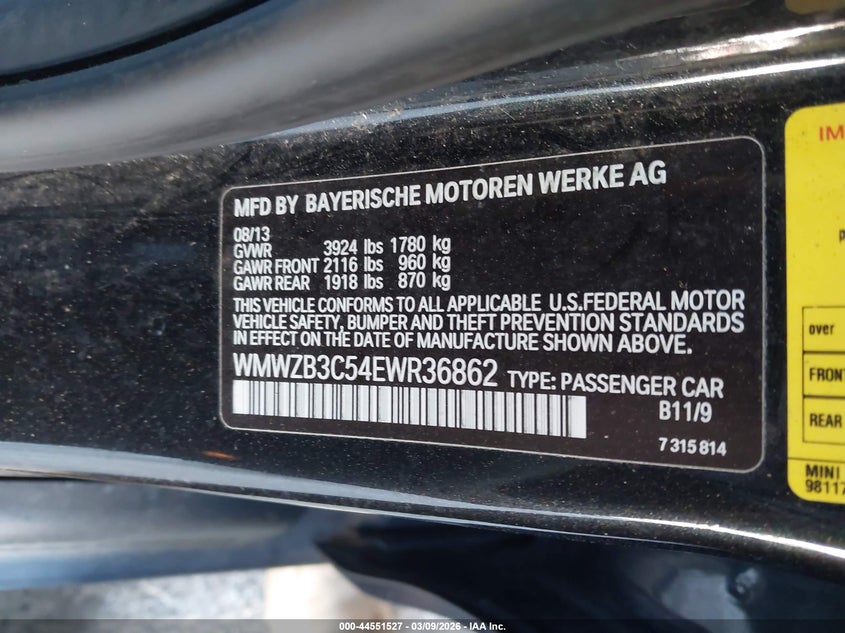 MFD BY BAYERISCHE MOTOREN WERKE AG
08/13
GVWR 3924 lbs 1780 kg
GAWR FRONT 2116 lbs 960 kg
GAWR REAR 1918 lbs 870 kg
THIS VEHICLE CONFORMS TO ALL APPLICABLE U.S.FEDERAL MOTOR
VEHICLE SAFETY, BUMPER AND THEFT PREVENTION STANDARDS
IN EFFECT ON THE DATE OF MANUFACTURE SHOWN ABOVE.
WMWZB3C54EWR36862 TYPE: PASSENGER CAR
B11/9
7 315 814
IM
p
over
FRONT
REAR
MINI
98117
000-44551527 - 03/09/2026 - IAA Inc.